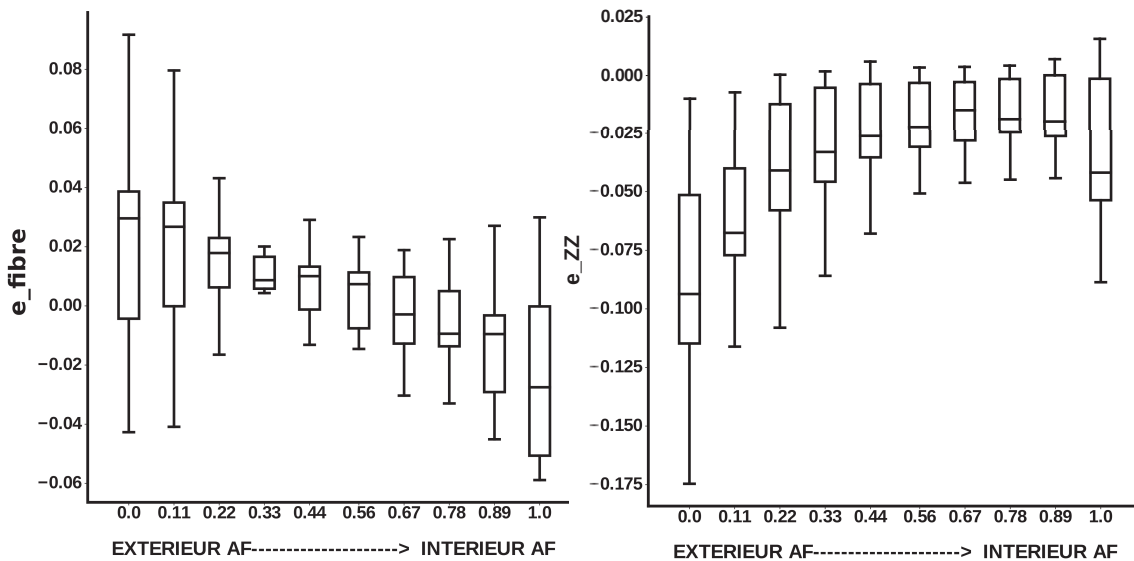 e_fibre
0.08
0.06
0.04
0.02
0.00
−0.02
−0.04
−0.06
0.0 0.11 0.22 0.33 0.44 0.56 0.67 0.78 0.89 1.0
EXTERIEUR AF---------------------> INTERIEUR AF
e_ZZ
0.025
0.000
−0.025
−0.050
−0.075
−0.100
−0.125
−0.150
−0.175
0.0 0.11 0.22 0.33 0.44 0.56 0.67 0.78 0.89 1.0
EXTERIEUR AF---------------------> INTERIEUR AF